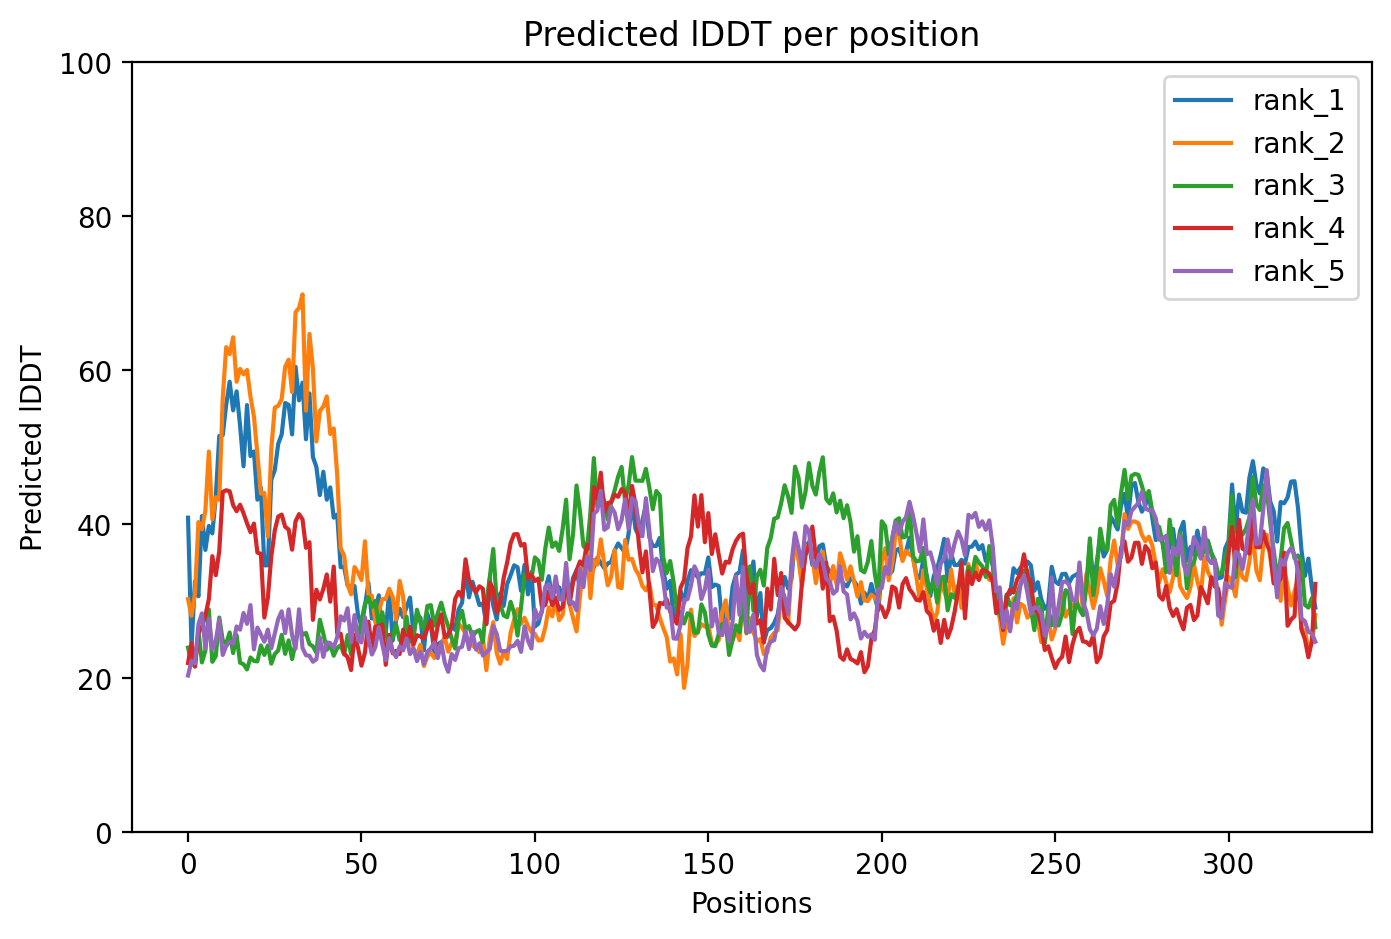 Predicted lDDT per position
100
80
60
40
20
0
Predicted lDDT
0 50 100 150 200 250 300
Positions
rank_1
rank_2
rank_3
rank_4
rank_5